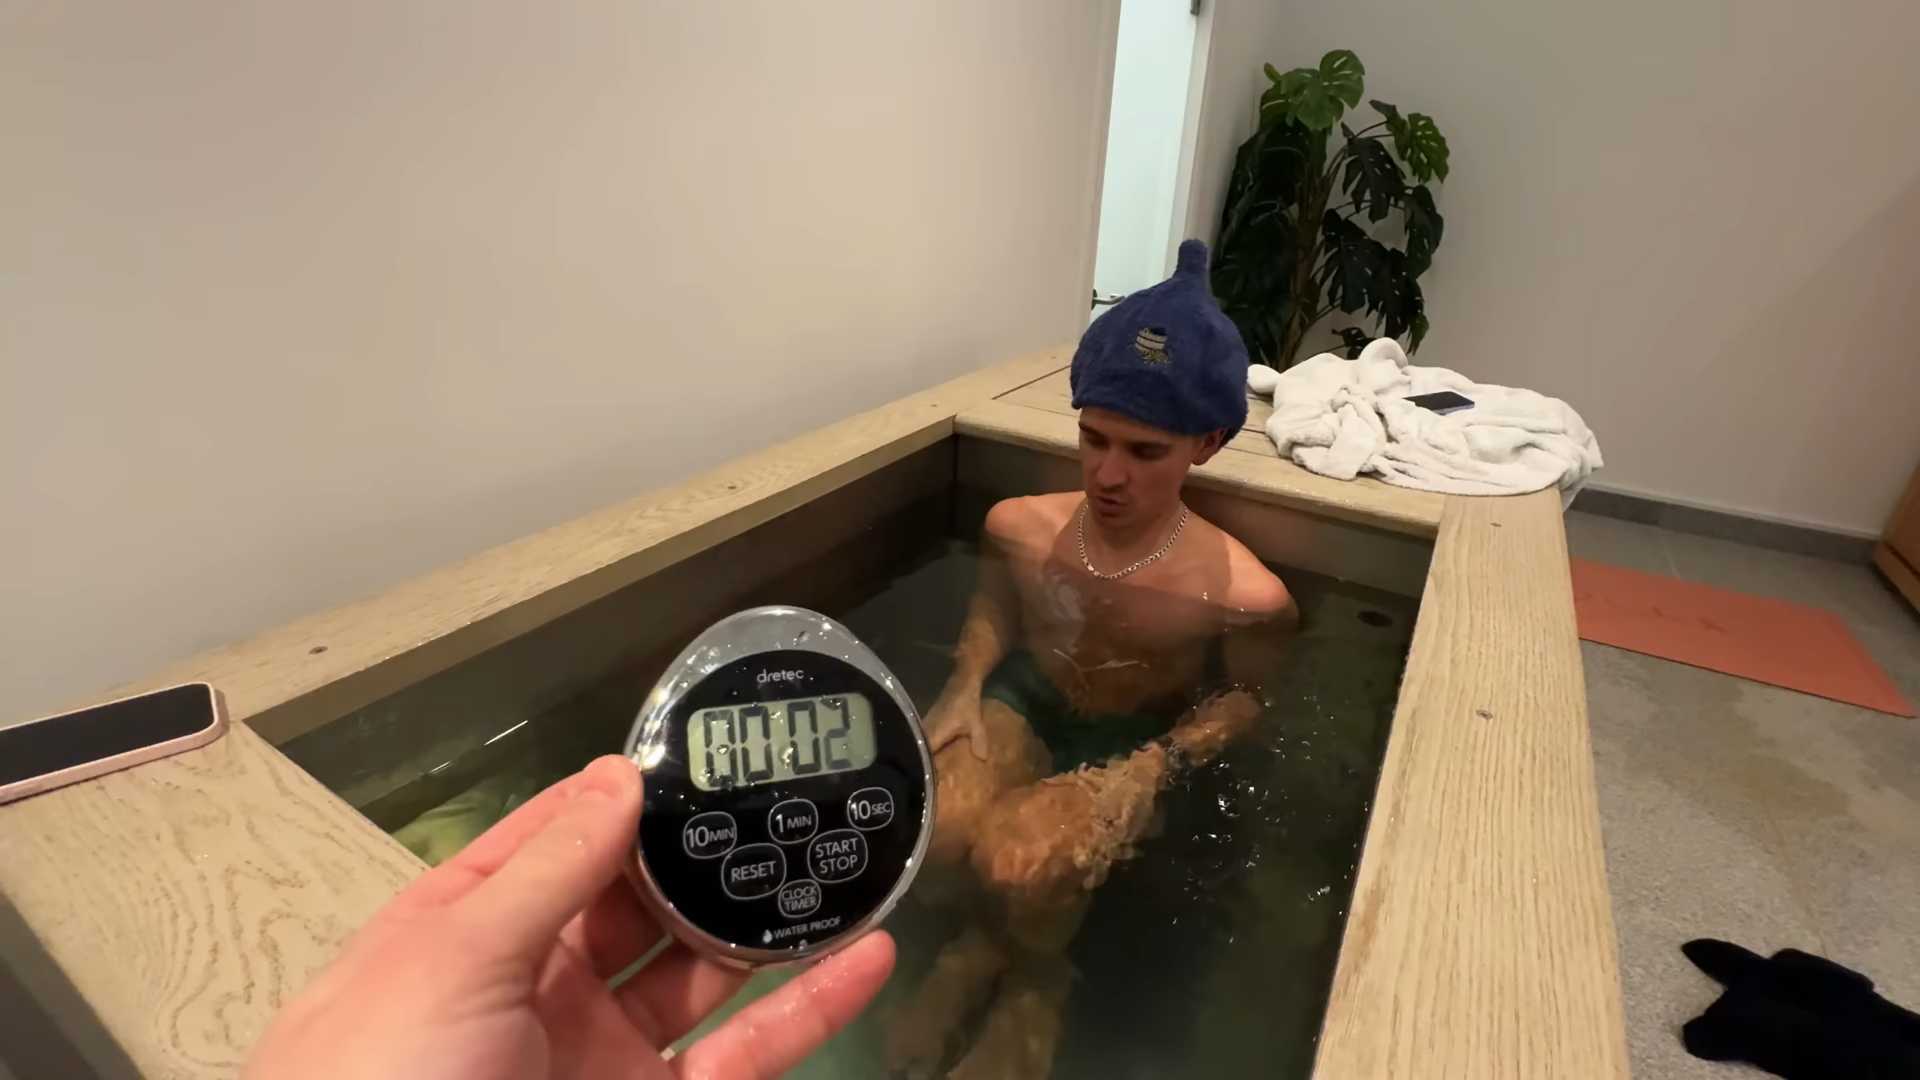 dretec
00:02
10MIN 1MIN 10SEC
RESET START STOP
CLOCK TIMER
WATER PROOF